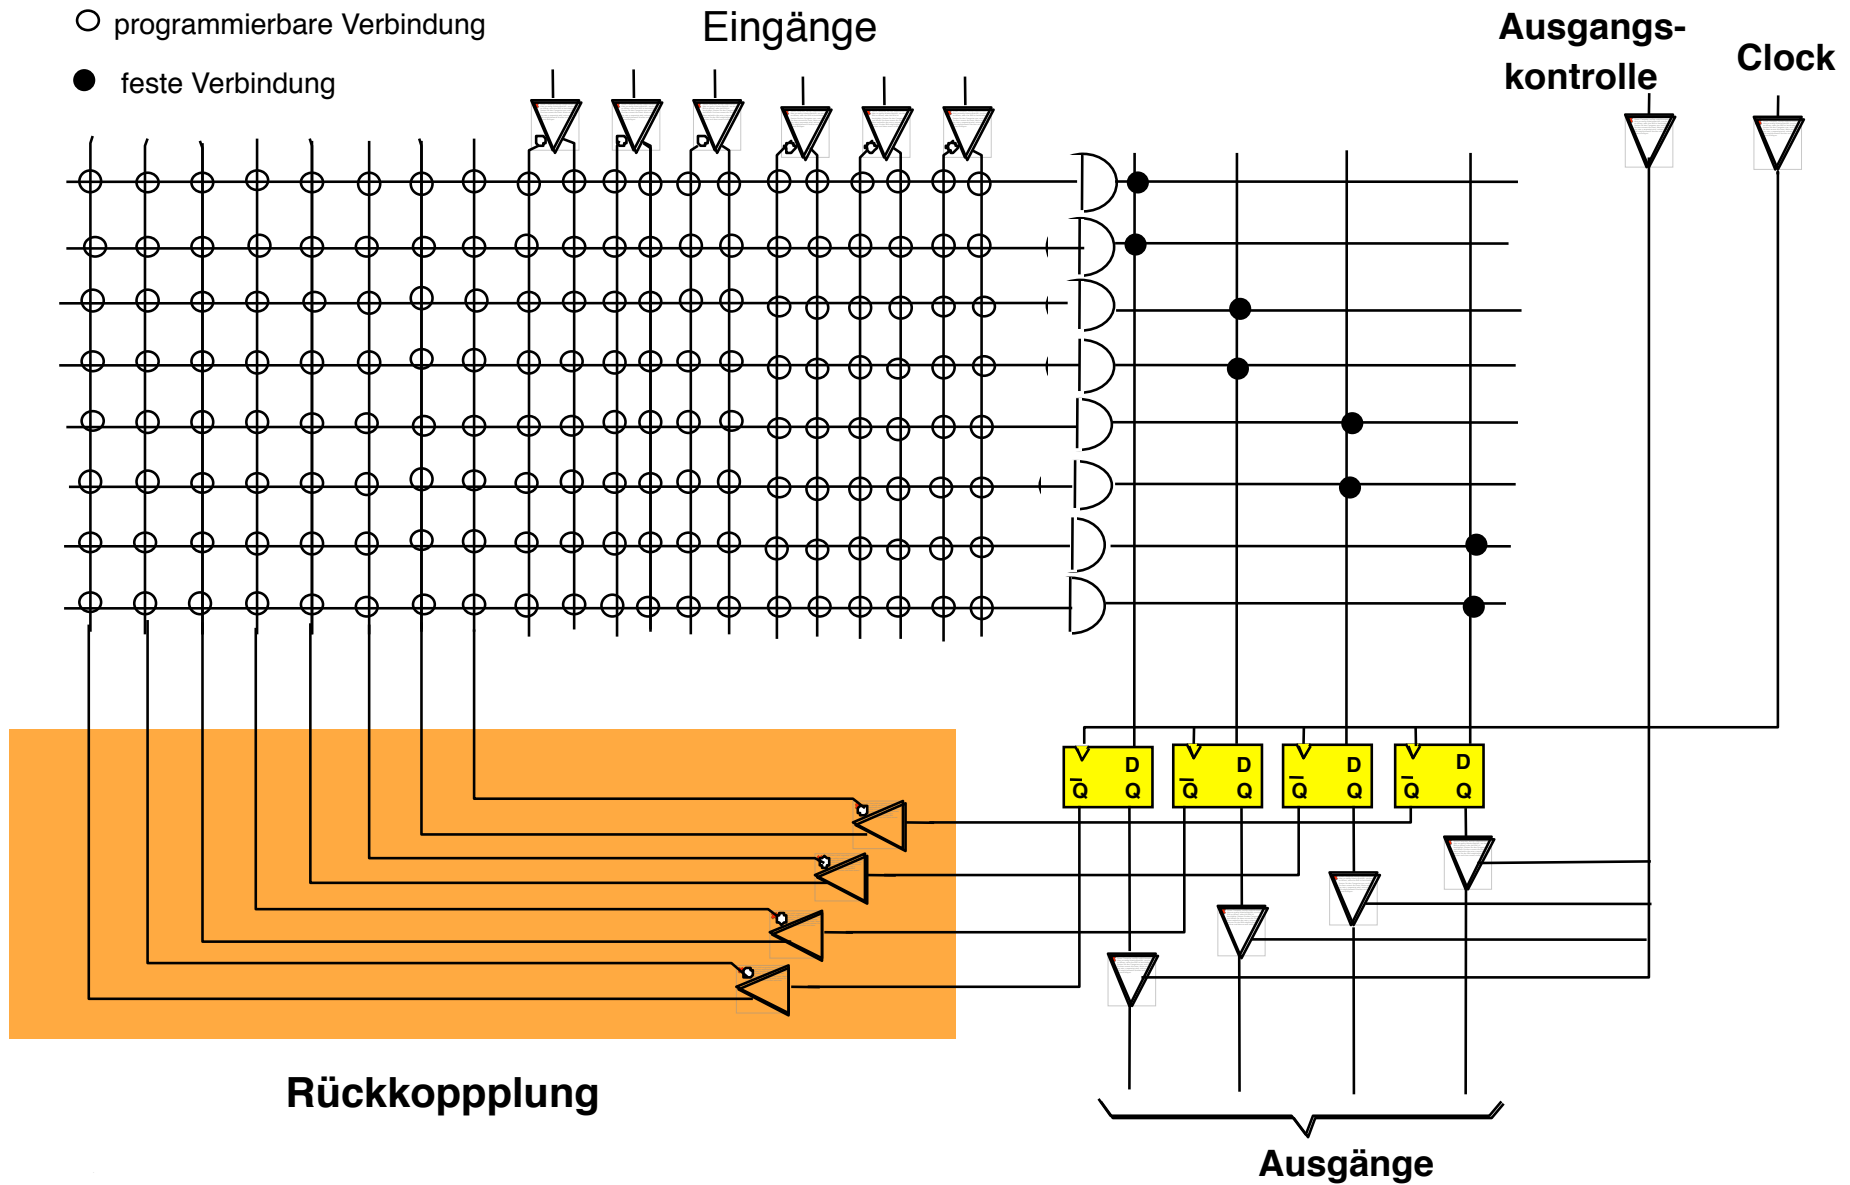 programmierbare Verbindung
feste Verbindung
Eingänge
Ausgangs-
kontrolle
Clock
D
Q Q
D
Q Q
D
Q Q
D
Q Q
Rückkoppplung
Ausgänge